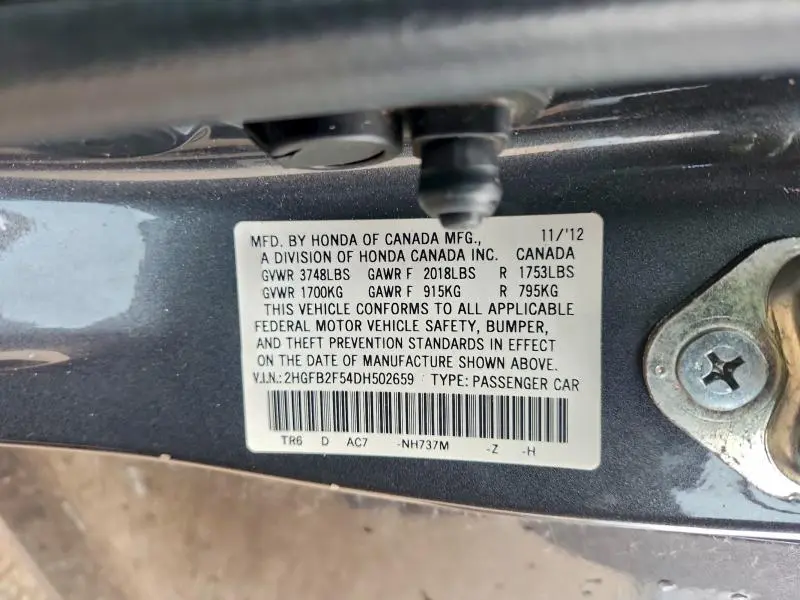 MFD. BY HONDA OF CANADA MFG., 11/'12
A DIVISION OF HONDA CANADA INC. CANADA
GVWR 3748LBS GAWR F 2018LBS R 1753LBS
GVWR 1700KG GAWR F 915KG R 795KG
THIS VEHICLE CONFORMS TO ALL APPLICABLE
FEDERAL MOTOR VEHICLE SAFETY, BUMPER,
AND THEFT PREVENTION STANDARDS IN EFFECT
ON THE DATE OF MANUFACTURE SHOWN ABOVE.
V.I.N.: 2HGFB2F54DH502659 TYPE: PASSENGER CAR
TR6 D AC7 -NH737M -Z -H